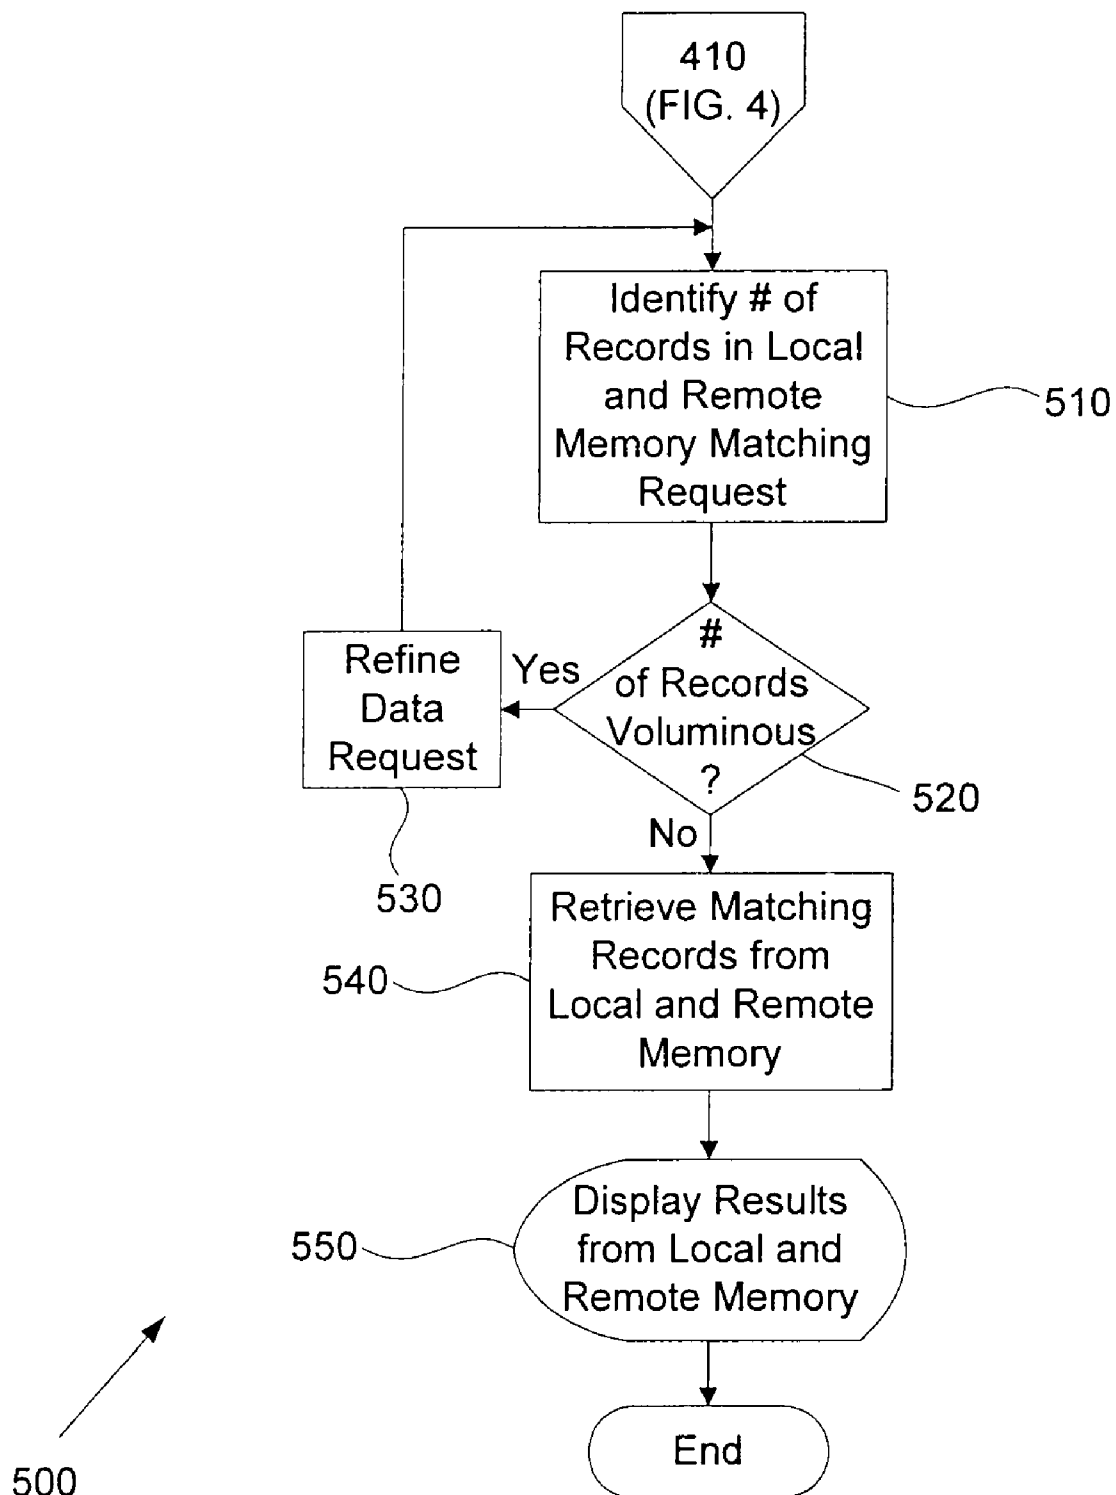 410
(FIG. 4)
Identify # of
Records in Local
and Remote
Memory Matching
Request
510
#
of Records
Voluminous
?
Yes
Refine
Data
Request
520
No
530
Retrieve Matching
Records from
Local and Remote
Memory
540
Display Results
from Local and
Remote Memory
550
End
500